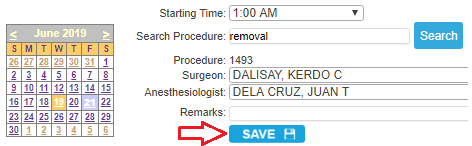 Starting Time: 1:00 AM
< June 2019 >
Search Procedure: removal Search
S M T W T F S
26 27 28 29 30 31 1
2 3 4 5 6 7 8
9 10 11 12 13 14 15
16 17 18 19 20 21 22
23 24 25 26 27 28 29
30 1 2 3 4 5 6
Procedure: 1493
Surgeon: DALISAY, KERDO C
Anesthesiologist: DELA CRUZ, JUAN T
Remarks:
SAVE